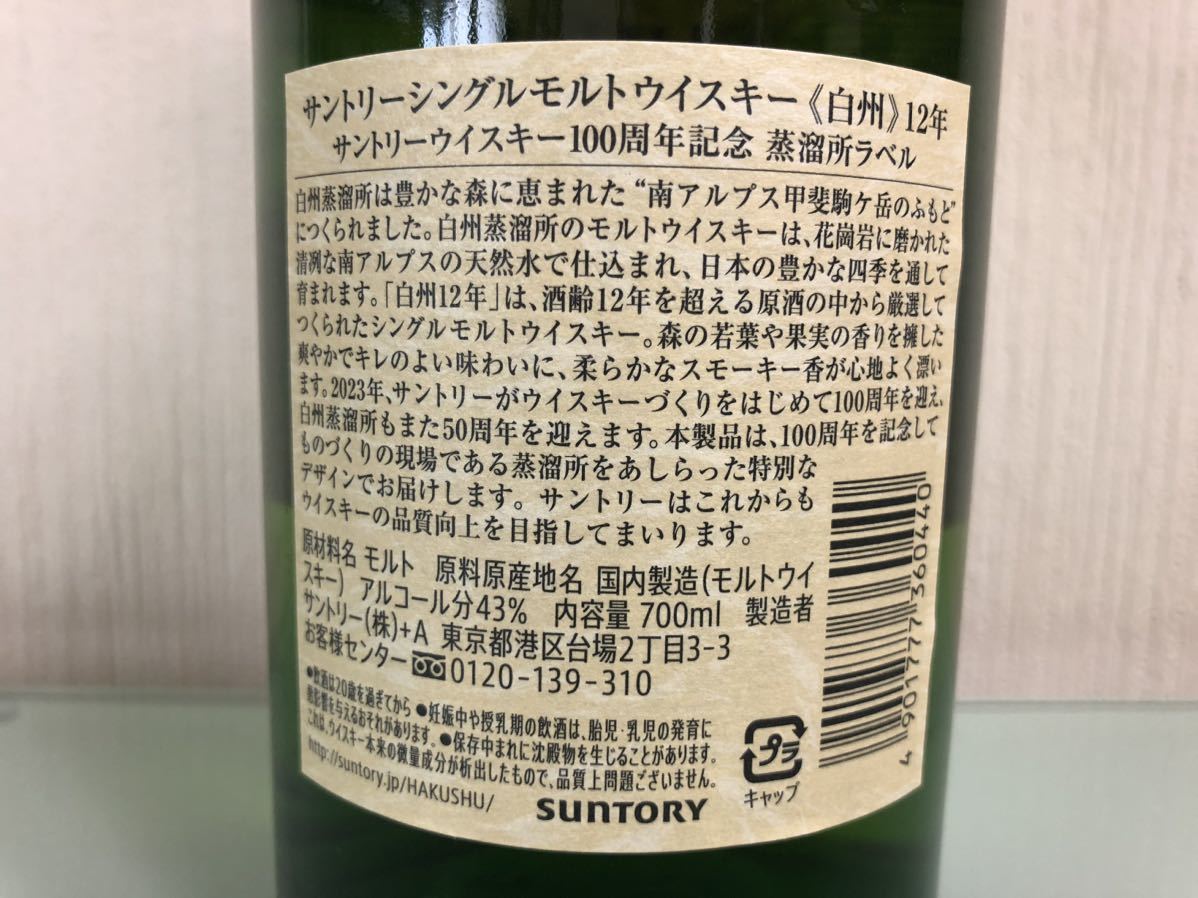 サントリーシングルモルトウイスキー《白州》12年
サントリーウイスキー100周年記念 蒸溜所ラベル
白州蒸溜所は豊かな森に恵まれた“南アルプス甲斐駒ケ岳のふもと”
につくられました。白州蒸溜所のモルトウイスキーは、花崗岩に磨かれた
清冽な南アルプスの天然水で仕込まれ、日本の豊かな四季を通して
育まれます。「白州12年」は、酒齢12年を超える原酒の中から厳選して
つくられたシングルモルトウイスキー。森の若葉や果実の香りを擁した
爽やかでキレのよい味わいに、柔らかなスモーキー香が心地よく漂い
ます。2023年、サントリーがウイスキーづくりをはじめて100周年を迎え、
白州蒸溜所もまた50周年を迎えます。本製品は、100周年を記念して
ものづくりの現場である蒸溜所をあしらった特別な
デザインでお届けします。サントリーはこれからも
ウイスキーの品質向上を目指してまいります。
原材料名 モルト 原料原産地名 国内製造(モルトウイ
スキー) アルコール分43% 内容量 700ml 製造者
サントリー(株)+A 東京都港区台場2丁目3-3
お客様センター 0120-139-310
●飲酒は20歳を過ぎてから ●妊娠中や授乳期の飲酒は、胎児・乳児の発育に
悪影響を与えるおそれがあります。●保存中まれに沈殿物を生じることがあります。
これは、ウイスキー本来の微量成分が析出したもので、品質上問題ございません。
http://suntory.jp/HAKUSHU/
SUNTORY
プラ
キャップ
4 901777 360440